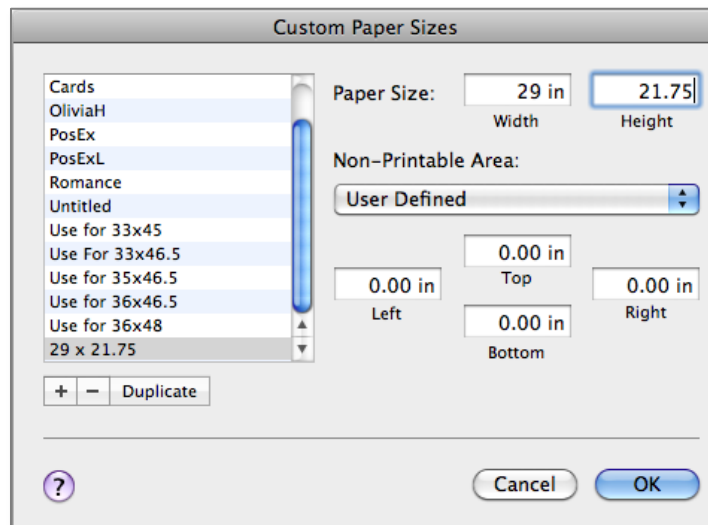 Custom Paper Sizes
Cards
OliviaH
PosEx
PosExL
Romance
Untitled
Use for 33x45
Use For 33x46.5
Use for 35x46.5
Use for 36x46.5
Use for 36x48
29 x 21.75
+ − Duplicate
Paper Size: 29 in 21.75
Width Height
Non-Printable Area:
User Defined
0.00 in
Top
0.00 in 0.00 in
Left Right
0.00 in
Bottom
? Cancel OK